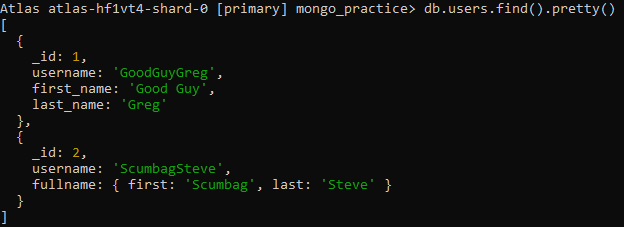 Atlas atlas-hf1vt4-shard-0 [primary] mongo_practice> db.users.find().pretty()
[
  {
    _id: 1,
    username: 'GoodGuyGreg',
    first_name: 'Good Guy',
    last_name: 'Greg'
  },
  {
    _id: 2,
    username: 'ScumbagSteve',
    fullname: { first: 'Scumbag', last: 'Steve' }
  }
]